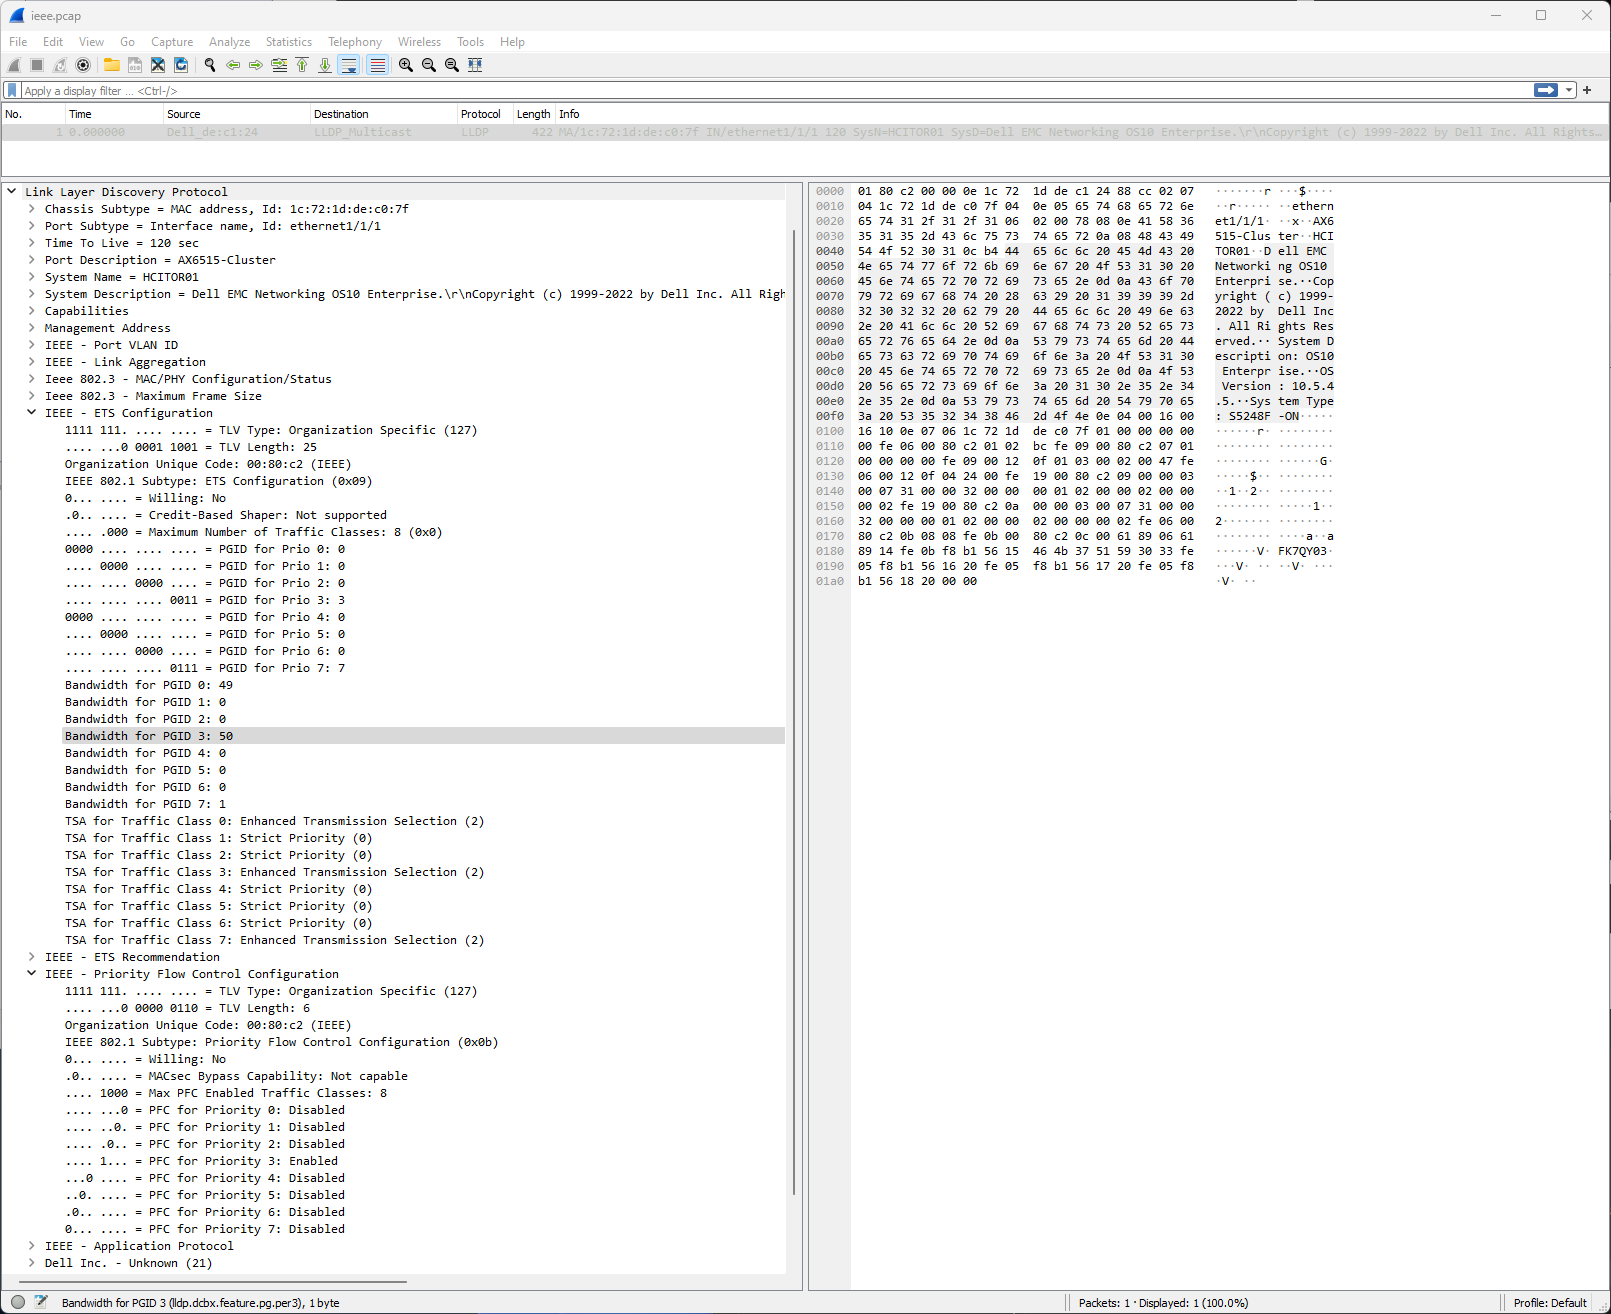 ieee.pcap
File Edit View Go Capture Analyze Statistics Telephony Wireless Tools Help
Apply a display filter ... <Ctrl-/>
No. Time Source Destination Protocol Length Info
1 0.000000 Dell_de:c1:24 LLDP_Multicast LLDP 422 MA/1c:72:1d:de:c0:7f IN/ethernet1/1/1 120 SysN=HCITOR01 SysD=Dell EMC Networking OS10 Enterprise.\r\nCopyright (c) 1999-2022 by Dell Inc. All Rights…
Link Layer Discovery Protocol
Chassis Subtype = MAC address, Id: 1c:72:1d:de:c0:7f
Port Subtype = Interface name, Id: ethernet1/1/1
Time To Live = 120 sec
Port Description = AX6515-Cluster
System Name = HCITOR01
System Description = Dell EMC Networking OS10 Enterprise.\r\nCopyright (c) 1999-2022 by Dell Inc. All Righ
Capabilities
Management Address
IEEE - Port VLAN ID
IEEE - Link Aggregation
Ieee 802.3 - MAC/PHY Configuration/Status
Ieee 802.3 - Maximum Frame Size
IEEE - ETS Configuration
1111 111. .... .... = TLV Type: Organization Specific (127)
.... ...0 0001 1001 = TLV Length: 25
Organization Unique Code: 00:80:c2 (IEEE)
IEEE 802.1 Subtype: ETS Configuration (0x09)
0... .... = Willing: No
.0.. .... = Credit-Based Shaper: Not supported
.... .000 = Maximum Number of Traffic Classes: 8 (0x0)
0000 .... .... .... = PGID for Prio 0: 0
.... 0000 .... .... = PGID for Prio 1: 0
.... .... 0000 .... = PGID for Prio 2: 0
.... .... .... 0011 = PGID for Prio 3: 3
0000 .... .... .... = PGID for Prio 4: 0
.... 0000 .... .... = PGID for Prio 5: 0
.... .... 0000 .... = PGID for Prio 6: 0
.... .... .... 0111 = PGID for Prio 7: 7
Bandwidth for PGID 0: 49
Bandwidth for PGID 1: 0
Bandwidth for PGID 2: 0
Bandwidth for PGID 3: 50
Bandwidth for PGID 4: 0
Bandwidth for PGID 5: 0
Bandwidth for PGID 6: 0
Bandwidth for PGID 7: 1
TSA for Traffic Class 0: Enhanced Transmission Selection (2)
TSA for Traffic Class 1: Strict Priority (0)
TSA for Traffic Class 2: Strict Priority (0)
TSA for Traffic Class 3: Enhanced Transmission Selection (2)
TSA for Traffic Class 4: Strict Priority (0)
TSA for Traffic Class 5: Strict Priority (0)
TSA for Traffic Class 6: Strict Priority (0)
TSA for Traffic Class 7: Enhanced Transmission Selection (2)
IEEE - ETS Recommendation
IEEE - Priority Flow Control Configuration
1111 111. .... .... = TLV Type: Organization Specific (127)
.... ...0 0000 0110 = TLV Length: 6
Organization Unique Code: 00:80:c2 (IEEE)
IEEE 802.1 Subtype: Priority Flow Control Configuration (0x0b)
0... .... = Willing: No
.0.. .... = MACsec Bypass Capability: Not capable
.... 1000 = Max PFC Enabled Traffic Classes: 8
.... ...0 = PFC for Priority 0: Disabled
.... ..0. = PFC for Priority 1: Disabled
.... .0.. = PFC for Priority 2: Disabled
.... 1... = PFC for Priority 3: Enabled
...0 .... = PFC for Priority 4: Disabled
..0. .... = PFC for Priority 5: Disabled
.0.. .... = PFC for Priority 6: Disabled
0... .... = PFC for Priority 7: Disabled
IEEE - Application Protocol
Dell Inc. - Unknown (21)
0000 01 80 c2 00 00 0e 1c 72 1d de c1 24 88 cc 02 07 ·······r ···$····
0010 04 1c 72 1d de c0 7f 04 0e 05 65 74 68 65 72 6e ··r····· ··ethern
0020 65 74 31 2f 31 2f 31 06 02 00 78 08 0e 41 58 36 et1/1/1· ··x··AX6
0030 35 31 35 2d 43 6c 75 73 74 65 72 0a 08 48 43 49 515-Clus ter··HCI
0040 54 4f 52 30 31 0c b4 44 65 6c 6c 20 45 4d 43 20 TOR01··D ell EMC
0050 4e 65 74 77 6f 72 6b 69 6e 67 20 4f 53 31 30 20 Networki ng OS10
0060 45 6e 74 65 72 70 72 69 73 65 2e 0d 0a 43 6f 70 Enterpri se.··Cop
0070 79 72 69 67 68 74 20 28 63 29 20 31 39 39 39 2d yright ( c) 1999-
0080 32 30 32 32 20 62 79 20 44 65 6c 6c 20 49 6e 63 2022 by Dell Inc
0090 2e 20 41 6c 6c 20 52 69 67 68 74 73 20 52 65 73 . All Ri ghts Res
00a0 65 72 76 65 64 2e 0d 0a 53 79 73 74 65 6d 20 44 erved.·· System D
00b0 65 73 63 72 69 70 74 69 6f 6e 3a 20 4f 53 31 30 escripti on: OS10
00c0 20 45 6e 74 65 72 70 72 69 73 65 2e 0d 0a 4f 53 Enterpr ise.··OS
00d0 20 56 65 72 73 69 6f 6e 3a 20 31 30 2e 35 2e 34 Version : 10.5.4
00e0 2e 35 2e 0d 0a 53 79 73 74 65 6d 20 54 79 70 65 .5.··Sys tem Type
00f0 3a 20 53 35 32 34 38 46 2d 4f 4e 0e 04 00 16 00 : S5248F -ON·····
0100 16 10 0e 07 06 1c 72 1d de c0 7f 01 00 00 00 00 ······r· ········
0110 00 fe 06 00 80 c2 01 02 bc fe 09 00 80 c2 07 01 ········ ········
0120 00 00 00 00 fe 09 00 12 0f 01 03 00 02 00 47 fe ········ ······G·
0130 06 00 12 0f 04 24 00 fe 19 00 80 c2 09 00 00 03 ·····$·· ········
0140 00 07 31 00 00 32 00 00 00 01 02 00 00 02 00 00 ··1··2·· ········
0150 00 02 fe 19 00 80 c2 0a 00 00 03 00 07 31 00 00 ········ ·····1··
0160 32 00 00 00 01 02 00 00 02 00 00 00 02 fe 06 00 2······· ········
0170 80 c2 0b 08 08 fe 0b 00 80 c2 0c 00 61 89 06 61 ········ ····a··a
0180 89 14 fe 0b f8 b1 56 15 46 4b 37 51 59 30 33 fe ······V· FK7QY03·
0190 05 f8 b1 56 16 20 fe 05 f8 b1 56 17 20 fe 05 f8 ···V· ·· ··V· ···
01a0 b1 56 18 20 00 00 ·V· ··
Bandwidth for PGID 3 (lldp.dcbx.feature.pg.per3), 1 byte
Packets: 1 · Displayed: 1 (100.0%)
Profile: Default